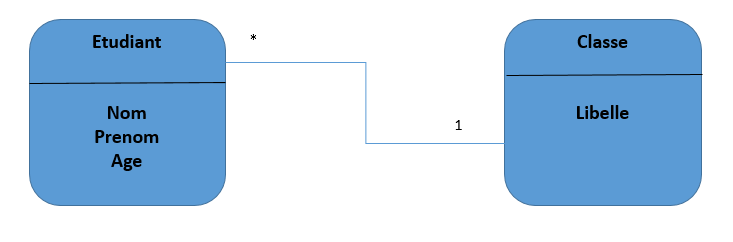 Etudiant
*
Nom
Prenom
Age
1
Classe
Libelle